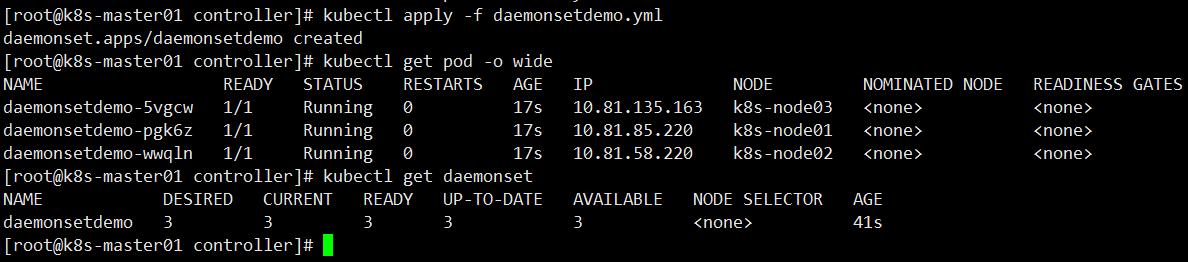 [root@k8s-master01 controller]# kubectl apply -f daemonsetdemo.yml
daemonset.apps/daemonsetdemo created
[root@k8s-master01 controller]# kubectl get pod -o wide
NAME READY STATUS RESTARTS AGE IP NODE NOMINATED NODE READINESS GATES
daemonsetdemo-5vgcw 1/1 Running 0 17s 10.81.135.163 k8s-node03 <none> <none>
daemonsetdemo-pgk6z 1/1 Running 0 17s 10.81.85.220 k8s-node01 <none> <none>
daemonsetdemo-wwqln 1/1 Running 0 17s 10.81.58.220 k8s-node02 <none> <none>
[root@k8s-master01 controller]# kubectl get daemonset
NAME DESIRED CURRENT READY UP-TO-DATE AVAILABLE NODE SELECTOR AGE
daemonsetdemo 3 3 3 3 3 <none> 41s
[root@k8s-master01 controller]#